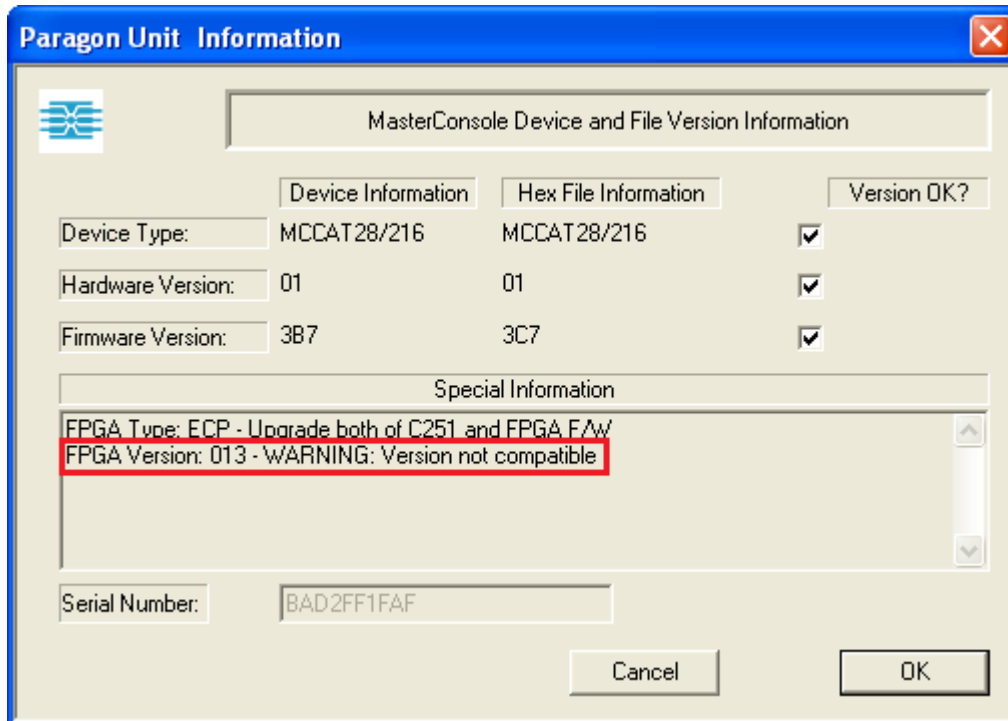 Paragon Unit  Information
MasterConsole Device and File Version Information
Device Information Hex File Information Version OK?
Device Type: MCCAT28/216 MCCAT28/216
Hardware Version: 01 01
Firmware Version: 3B7 3C7
Special Information
FPGA Type: ECP - Upgrade both of C251 and FPGA F/W
FPGA Version: 013 - WARNING: Version not compatible
Serial Number: BAD2FF1FAF
Cancel OK